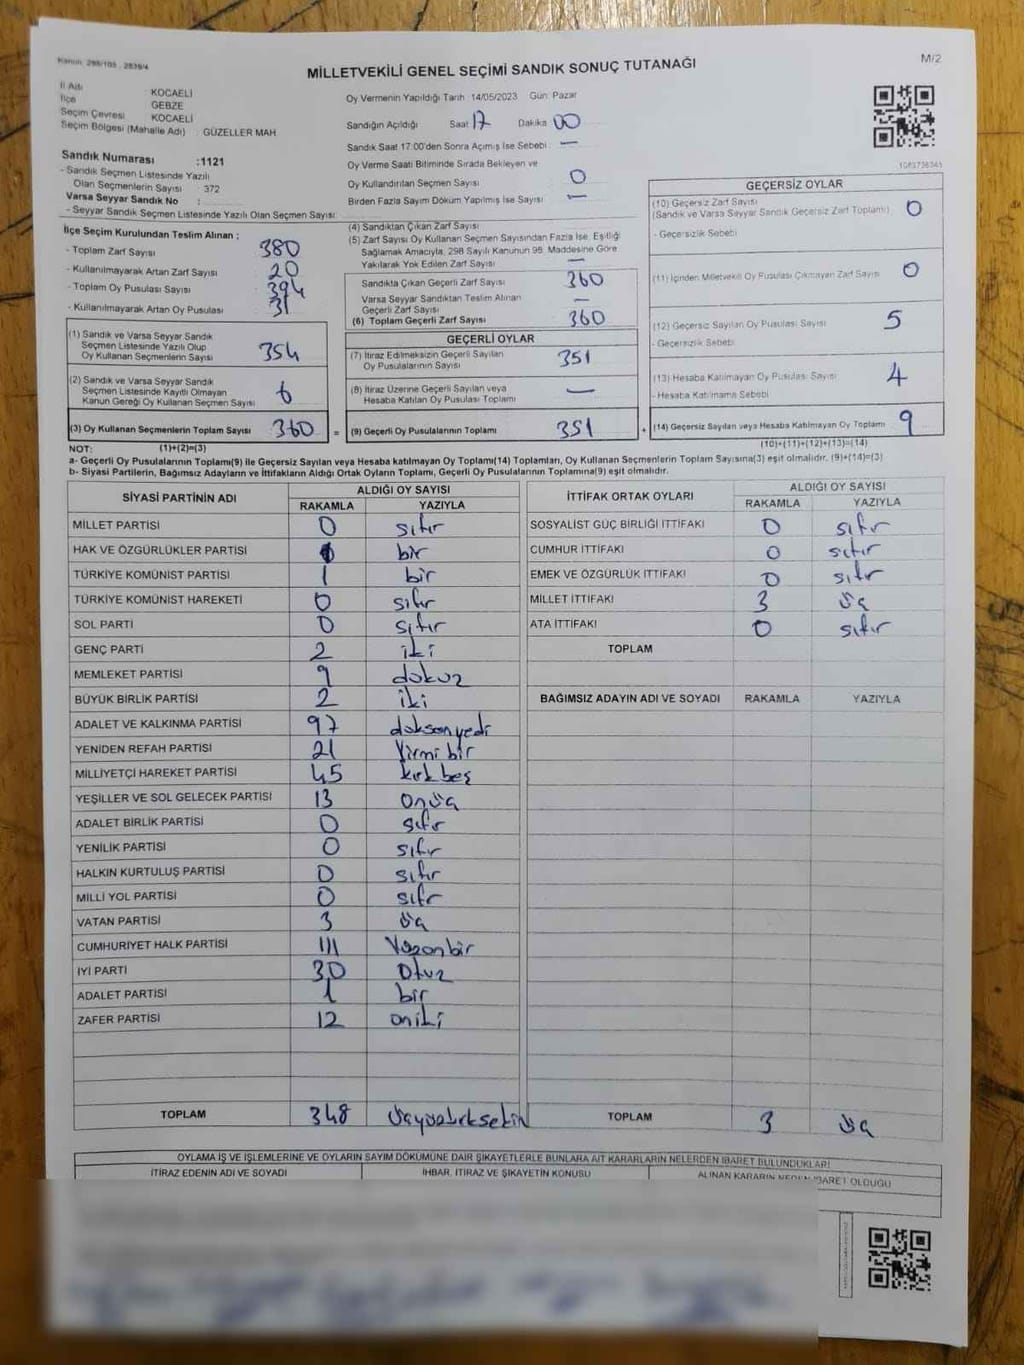 Kanun: 298/105 , 2839/4
M/2
MİLLETVEKİLİ GENEL SEÇİMİ SANDIK SONUÇ TUTANAĞI
İl Adı KOCAELİ
İlçe GEBZE
Seçim Çevresi KOCAELİ
Seçim Bölgesi (Mahalle Adı) : GÜZELLER MAH.
Sandık Numarası :1121
- Sandık Seçmen Listesinde Yazılı
Olan Seçmenlerin Sayısı : 372
Varsa Seyyar Sandık No :
- Seyyar Sandık Seçmen Listesinde Yazılı Olan Seçmen Sayısı:
Oy Vermenin Yapıldığı Tarih :14/05/2023 Gün: Pazar
Sandığın Açıldığı Saat 17 Dakika 00
Sandık Saat 17:00'den Sonra Açılmış İse Sebebi : —
Oy Verme Saati Bitiminde Sırada Bekleyen ve
Oy Kullandırılan Seçmen Sayısı 0
Birden Fazla Sayım Döküm Yapılmış İse Sayısı —
1083736345
İlçe Seçim Kurulundan Teslim Alınan :
- Toplam Zarf Sayısı 380
- Kullanılmayarak Artan Zarf Sayısı 20
- Toplam Oy Pusulası Sayısı 394
- Kullanılmayarak Artan Oy Pusulası 31
(1) Sandık ve Varsa Seyyar Sandık
Seçmen Listesinde Yazılı Olup
Oy Kullanan Seçmenlerin Sayısı 354
(2) Sandık ve Varsa Seyyar Sandık
Seçmen Listesinde Kayıtlı Olmayan
Kanun Gereği Oy Kullanan Seçmen Sayısı 6
(3) Oy Kullanan Seçmenlerin Toplam Sayısı 360 =
(4) Sandıktan Çıkan Zarf Sayısı
(5) Zarf Sayısı Oy Kullanan Seçmen Sayısından Fazla İse, Eşitliği
Sağlamak Amacıyla, 298 Sayılı Kanunun 98. Maddesine Göre
Yakılarak Yok Edilen Zarf Sayısı —
Sandıkta Çıkan Geçerli Zarf Sayısı 360
Varsa Seyyar Sandıktan Teslim Alınan
Geçerli Zarf Sayısı —
(6) Toplam Geçerli Zarf Sayısı 360
GEÇERLİ OYLAR
(7) İtiraz Edilmeksizin Geçerli Sayılan
Oy Pusulalarının Sayısı 351
(8) İtiraz Üzerine Geçerli Sayılan veya
Hesaba Katılan Oy Pusulası Toplamı —
(9) Geçerli Oy Pusulalarının Toplamı 351 +
GEÇERSİZ OYLAR
(10) Geçersiz Zarf Sayısı 0
(Sandık ve Varsa Seyyar Sandık Geçersiz Zarf Toplamı)
- Geçersizlik Sebebi
(11) İçinden Milletvekili Oy Pusulası Çıkmayan Zarf Sayısı 0
(12) Geçersiz Sayılan Oy Pusulası Sayısı 5
- Geçersizlik Sebebi
(13) Hesaba Katılmayan Oy Pusulası Sayısı 4
- Hesaba Katılmama Sebebi
(14) Geçersiz Sayılan veya Hesaba Katılmayan Oy Toplamı 9
NOT: (1)+(2)=(3) (10)+(11)+(12)+(13)=(14)
a- Geçerli Oy Pusulalarının Toplamı(9) ile Geçersiz Sayılan veya Hesaba katılmayan Oy Toplamı(14) Toplamları, Oy Kullanan Seçmenlerin Toplam Sayısına(3) eşit olmalıdır. (9)+(14)=(3)
b- Siyasi Partilerin, Bağımsız Adayların ve İttifakların Aldığı Ortak Oyların Toplamı, Geçerli Oy Pusulalarının Toplamına(9) eşit olmalıdır.
SİYASİ PARTİNİN ADI ALDIĞI OY SAYISI
RAKAMLA YAZIYLA
MİLLET PARTİSİ 0 sıfır
HAK VE ÖZGÜRLÜKLER PARTİSİ 1 bir
TÜRKİYE KOMÜNİST PARTİSİ 1 bir
TÜRKİYE KOMÜNİST HAREKETİ 0 sıfır
SOL PARTİ 0 sıfır
GENÇ PARTİ 2 iki
MEMLEKET PARTİSİ 9 dokuz
BÜYÜK BİRLİK PARTİSİ 2 iki
ADALET VE KALKINMA PARTİSİ 97 doksanyedi
YENİDEN REFAH PARTİSİ 21 Yirmi bir
MİLLİYETÇİ HAREKET PARTİSİ 45 kırkbeş
YEŞİLLER VE SOL GELECEK PARTİSİ 13 onüç
ADALET BİRLİK PARTİSİ 0 sıfır
YENİLİK PARTİSİ 0 sıfır
HALKIN KURTULUŞ PARTİSİ 0 sıfır
MİLLİ YOL PARTİSİ 0 sıfır
VATAN PARTİSİ 3 üç
CUMHURİYET HALK PARTİSİ 111 Yüzonbir
İYİ PARTİ 30 Otuz
ADALET PARTİSİ 1 bir
ZAFER PARTİSİ 12 oniki
TOPLAM 348 üçyüzkırksekiz
İTTİFAK ORTAK OYLARI ALDIĞI OY SAYISI
RAKAMLA YAZIYLA
SOSYALİST GÜÇ BİRLİĞİ İTTİFAKI 0 sıfır
CUMHUR İTTİFAKI 0 sıfır
EMEK VE ÖZGÜRLÜK İTTİFAKI 0 sıfır
MİLLET İTTİFAKI 3 üç
ATA İTTİFAKI 0 sıfır
TOPLAM
BAĞIMSIZ ADAYIN ADI VE SOYADI RAKAMLA YAZIYLA
TOPLAM 3 üç
OYLAMA İŞ VE İŞLEMLERİNE VE OYLARIN SAYIM DÖKÜMÜNE DAİR ŞİKAYETLERLE BUNLARA AİT KARARLARIN NELERDEN İBARET BULUNDUKLARI
İTİRAZ EDENİN ADI VE SOYADI İHBAR, İTİRAZ VE ŞİKAYETİN KONUSU ALINAN KARARIN NEDEN İBARET OLDUĞU